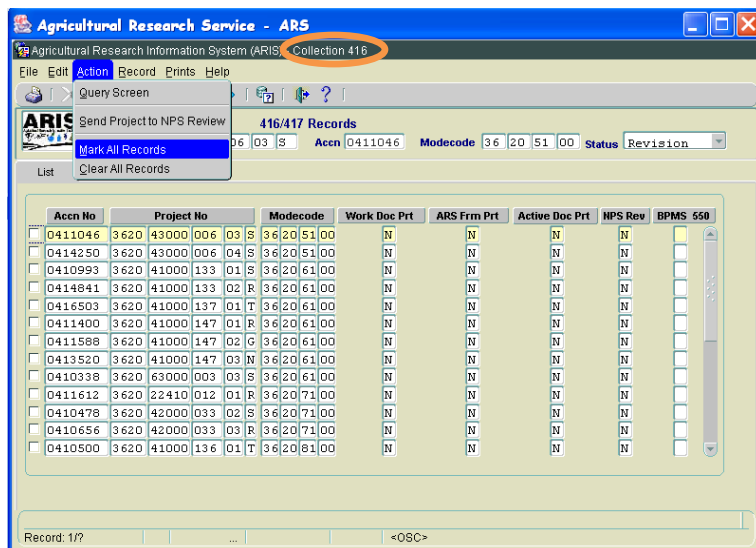 Agricultural Research Service - ARS
Agricultural Research Information System (ARIS) - Collection 416
File Edit Action Record Prints Help
Query Screen
Send Project to NPS Review
Mark All Records
Clear All Records
ARIS
416/417 Records
06 03 S Accn 0411046 Modecode 36 20 51 00 Status Revision
List
Accn No Project No Modecode Work Doc Prt ARS Frm Prt Active Doc Prt NPS Rev BPMS 550
0411046 3620 43000 006 03 S 36 20 51 00 N N N N
0414250 3620 43000 006 04 S 36 20 51 00 N N N N
0410993 3620 41000 133 01 S 36 20 61 00 N N N N
0414841 3620 41000 133 02 R 36 20 61 00 N N N N
0416503 3620 41000 137 01 T 36 20 61 00 N N N N
0411400 3620 41000 147 01 R 36 20 61 00 N N N N
0411588 3620 41000 147 02 G 36 20 61 00 N N N N
0413520 3620 41000 147 03 N 36 20 61 00 N N N N
0410338 3620 63000 003 03 S 36 20 61 00 N N N N
0411612 3620 22410 012 01 R 36 20 71 00 N N N N
0410478 3620 42000 033 02 S 36 20 71 00 N N N N
0410656 3620 42000 033 03 R 36 20 71 00 N N N N
0410500 3620 41000 136 01 T 36 20 81 00 N N N N
Record: 1/? ... <OSC>